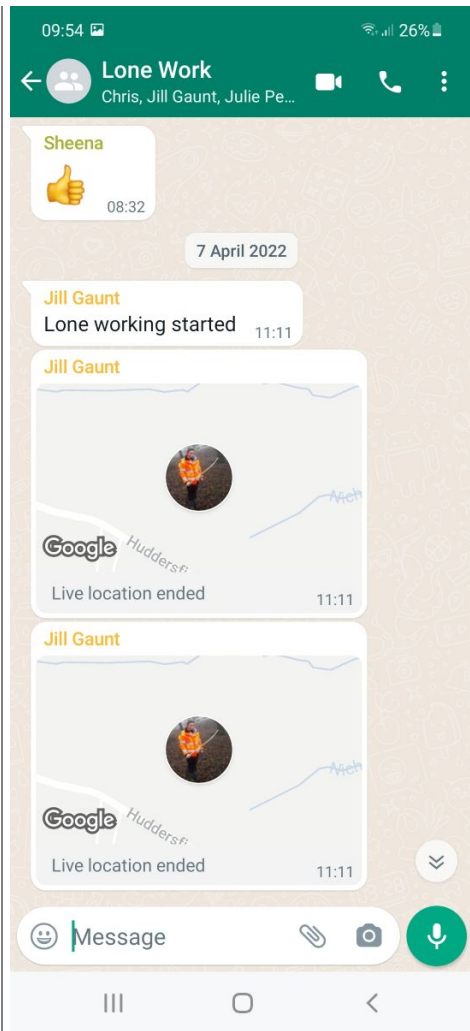 09:54 26%
Lone Work
Chris, Jill Gaunt, Julie Pe...
Sheena
👍
08:32
7 April 2022
Jill Gaunt
Lone working started 11:11
Jill Gaunt
Google Huddersfi
Live location ended 11:11
Jill Gaunt
Google Huddersfi
Live location ended 11:11
Message